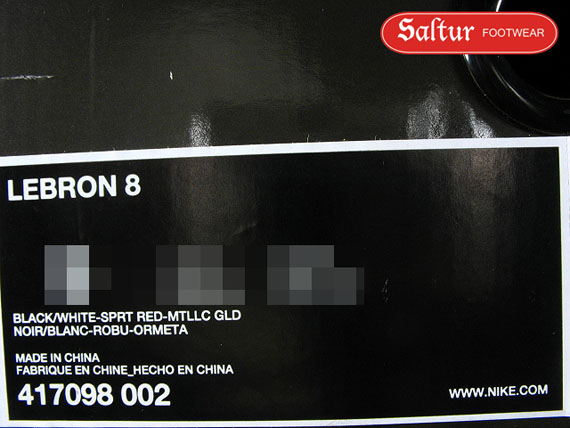 Saltur FOOTWEAR
LEBRON 8
BLACK/WHITE-SPRT RED-MTLLC GLD
NOIR/BLANC-ROBU-ORMETA
MADE IN CHINA
FABRIQUE EN CHINE_HECHO EN CHINA
417098 002
WWW.NIKE.COM